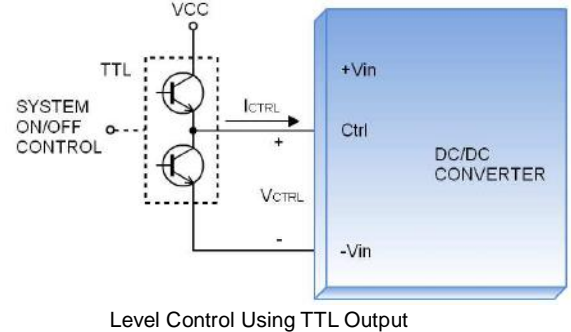 VCC
TTL
+Vin
SYSTEM
ON/OFF
CONTROL
ICTRL
+
Ctrl
DC/DC
CONVERTER
VCTRL
-
-Vin
Level Control Using TTL Output